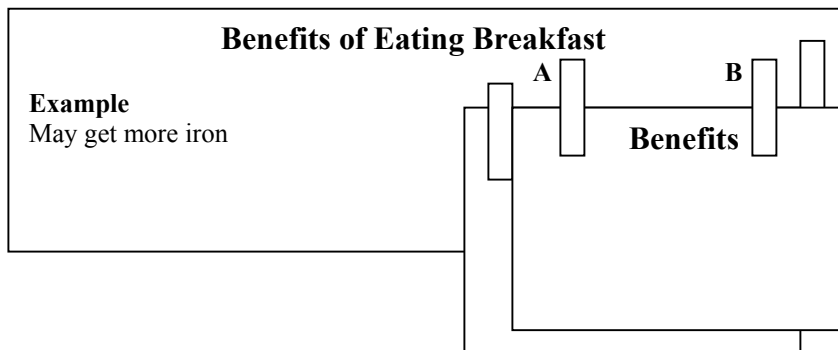 Benefits of Eating Breakfast
A
B
Example
May get more iron
Benefits